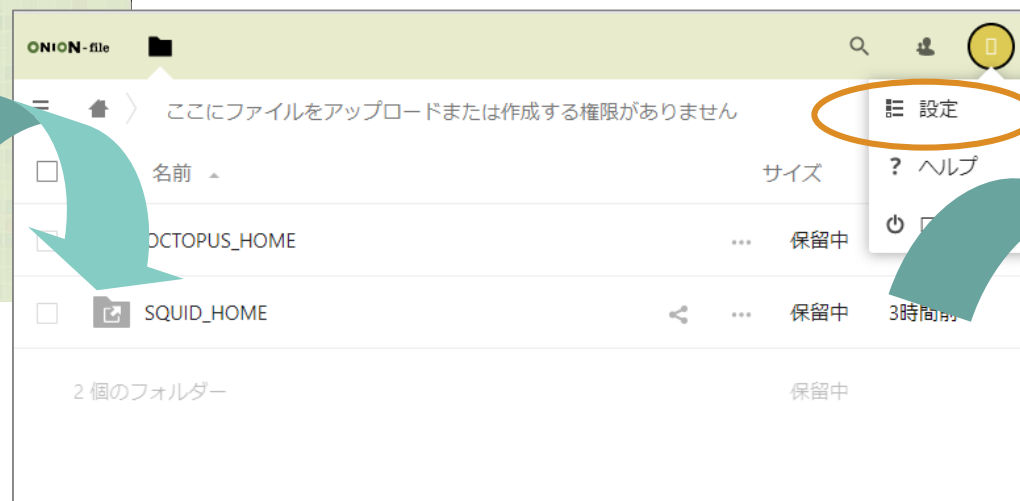 ONION-file
ここにファイルをアップロードまたは作成する権限がありません
設定
名前
サイズ
? ヘルプ
OCTOPUS_HOME
... 保留中
SQUID_HOME
... 保留中 3時間前
2 個のフォルダー
保留中